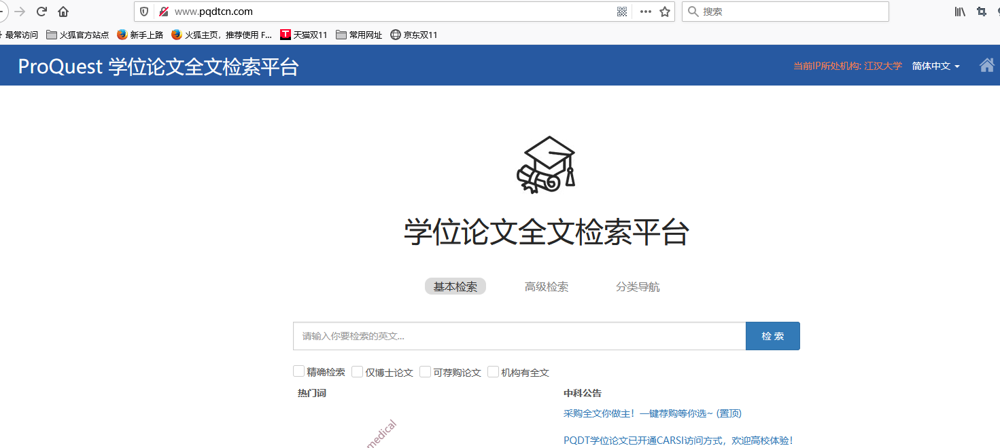 www.pqdtcn.com
搜索
最常访问 火狐官方站点 新手上路 火狐主页，推荐使用 F... T 天猫双11 常用网址 京东双11
ProQuest 学位论文全文检索平台
当前IP所处机构: 江汉大学 简体中文
学位论文全文检索平台
基本检索 高级检索 分类导航
请输入你要检索的英文...
检 索
精确检索 仅博士论文 可荐购论文 机构有全文
热门词
medical
中科公告
采购全文你做主！一键荐购等你选~ (置顶)
PQDT学位论文已开通CARSI访问方式，欢迎高校体验！